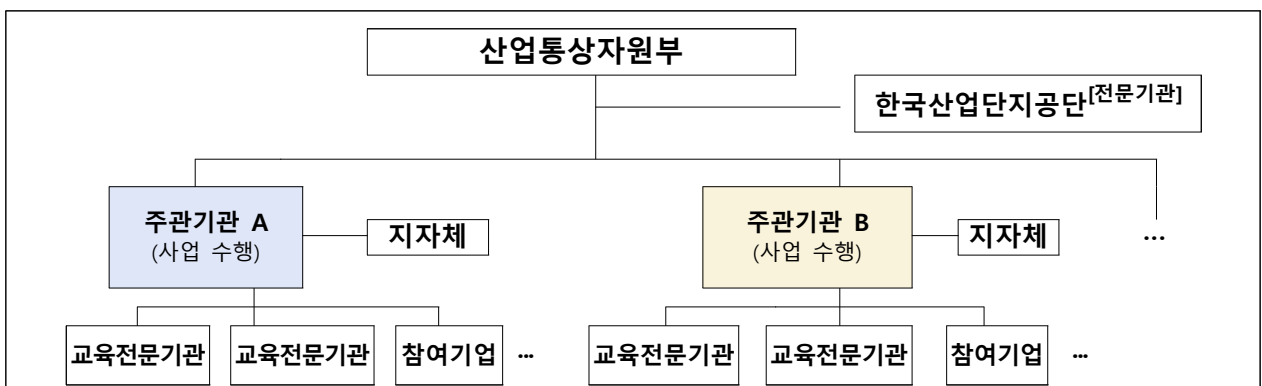 산업통상자원부
한국산업단지공단[전문기관]
주관기관 A
(사업 수행)
지자체
주관기관 B
(사업 수행)
지자체
...
교육전문기관
교육전문기관
참여기업
...
교육전문기관
교육전문기관
참여기업
...